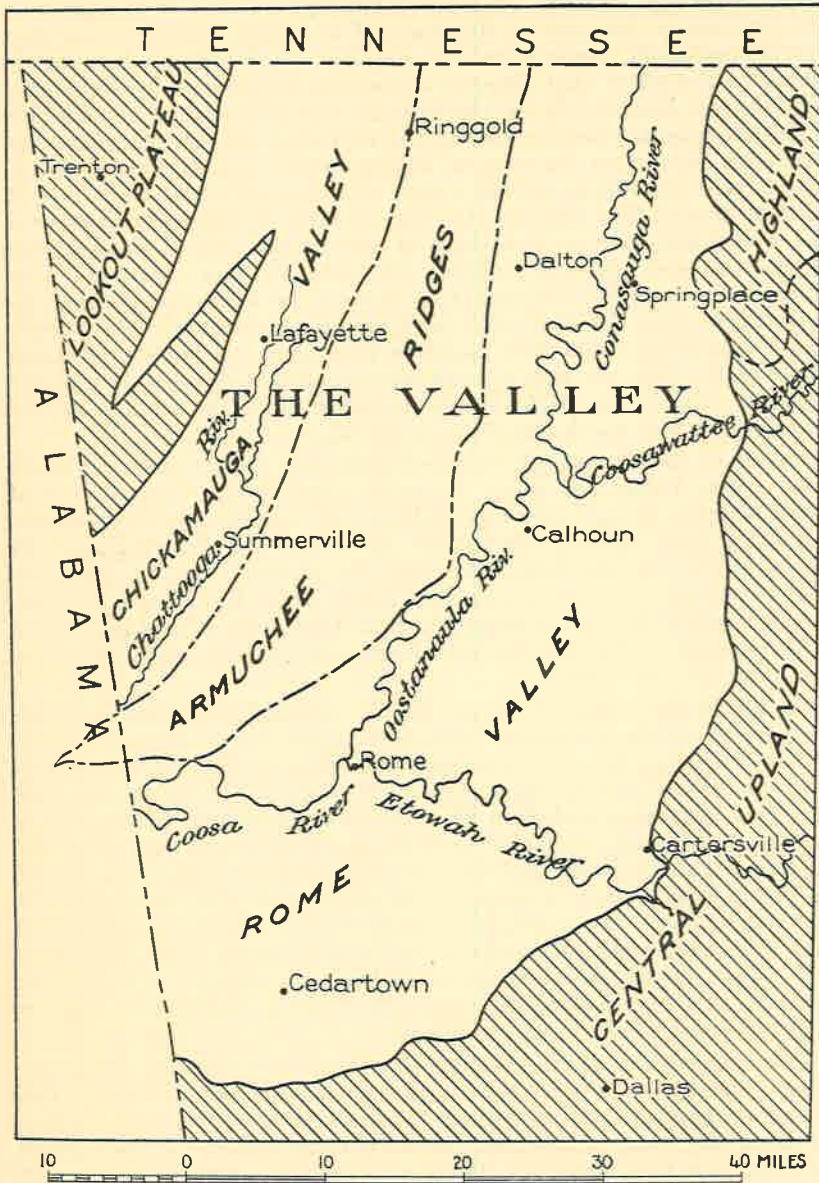 TENNESSEE
Ringgold
Trenton
LOOKOUT PLATEAU
VALLEY
HIGHLAND
Conasauga River
Dalton
RIDGES
Springplace
Lafayette
ALABAMA
THE VALLEY
Riv.
Coosawattee River
CHICKAMAUGA
Chattooga
Summerville
Calhoun
ARMUCHEE
Oostanaula Riv.
VALLEY
UPLAND
Rome
Coosa River
Etowah River
Cartersville
ROME
CENTRAL
Cedartown
Dallas
10 0 10 20 30 40 MILES